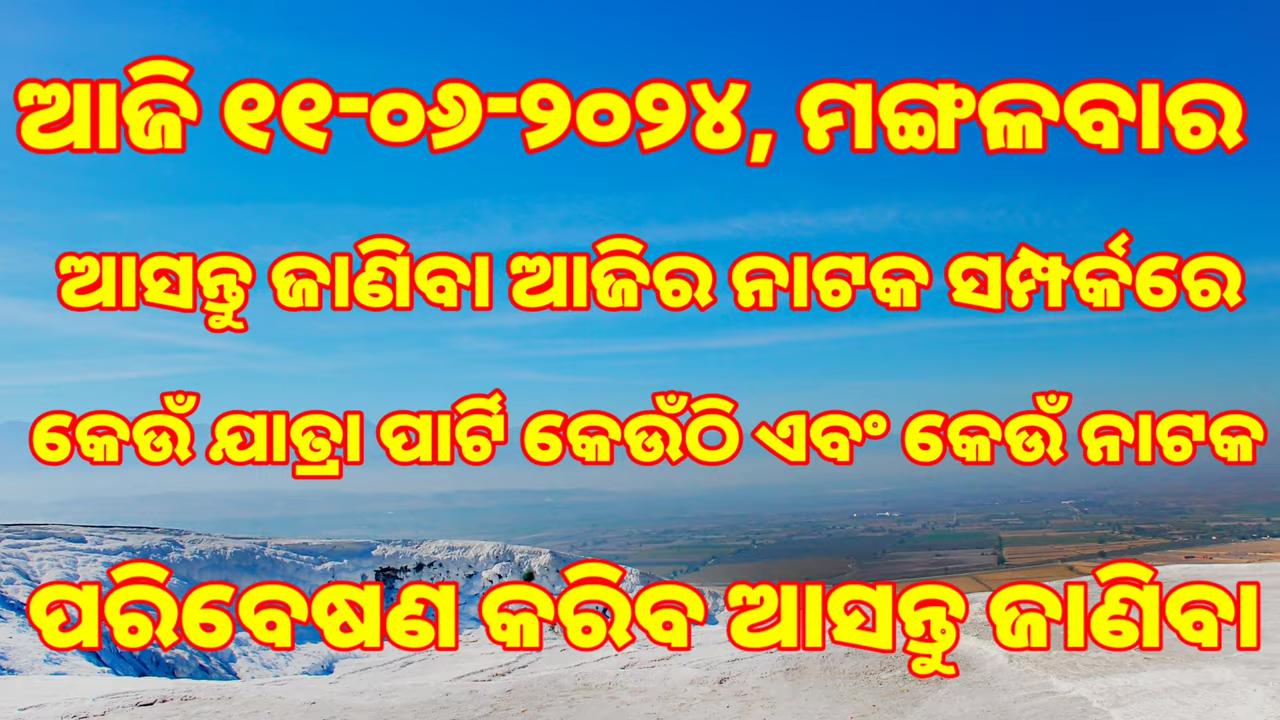 ଆଜି ୧୧-୦୬-୨୦୨୪, ମଙ୍ଗଳବାର
ଆସନ୍ତୁ ଜାଣିବା ଆଜିର ନାଟକ ସମ୍ପର୍କରେ
କେଉଁ ଯାତ୍ରା ପାର୍ଟି କେଉଁଠି ଏବଂ କେଉଁ ନାଟକ
ପରିବେଷଣ କରିବ ଆସନ୍ତୁ ଜାଣିବା